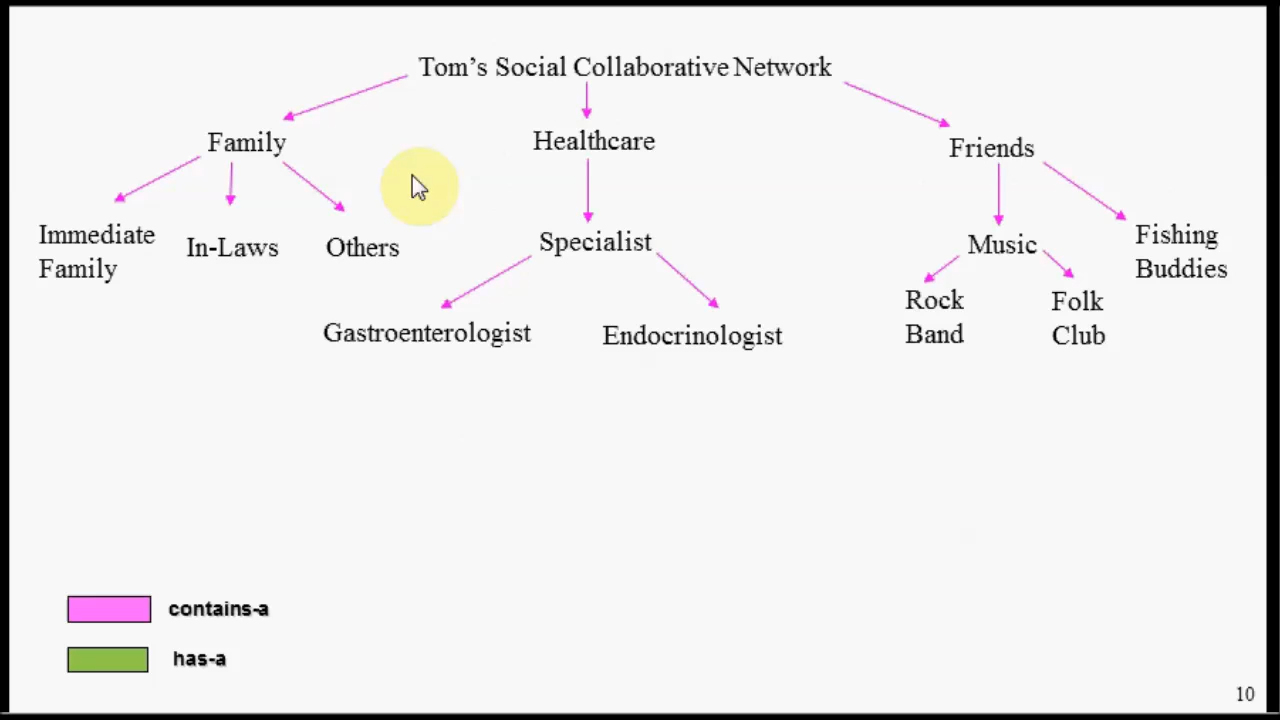 Tom's Social Collaborative Network
Family
Healthcare
Friends
Immediate
Family
In-Laws
Others
Specialist
Music
Fishing
Buddies
Gastroenterologist
Endocrinologist
Rock
Band
Folk
Club
contains-a
has-a
10